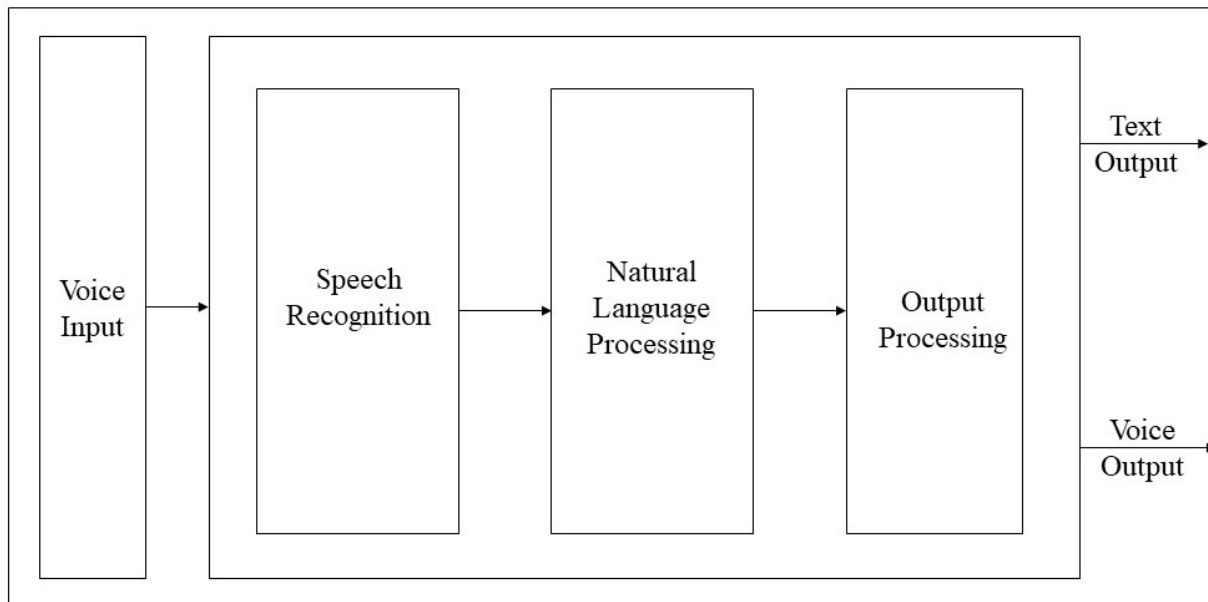 Voice
Input
Speech
Recognition
Natural
Language
Processing
Output
Processing
Text
Output
Voice
Output